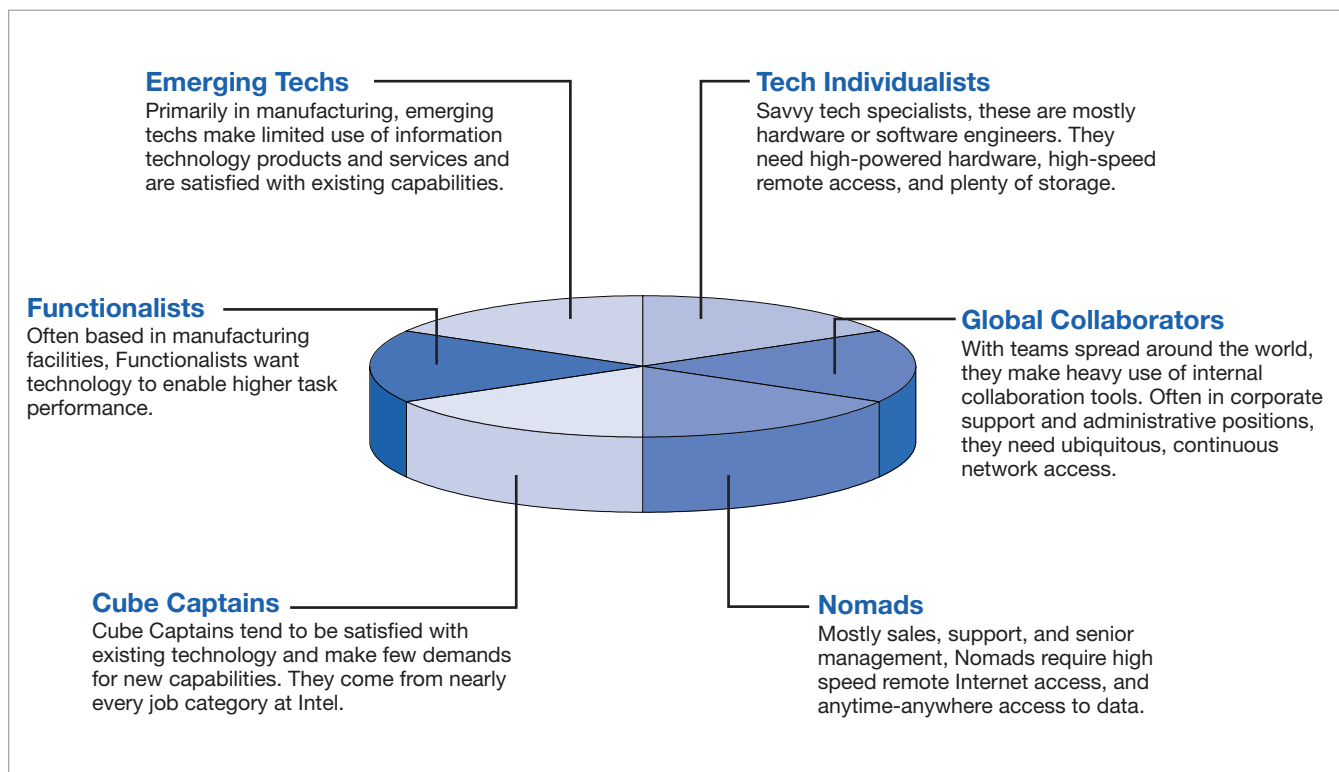 Emerging Techs
Primarily in manufacturing, emerging
techs make limited use of information
technology products and services and
are satisfied with existing capabilities.
Tech Individualists
Savvy tech specialists, these are mostly
hardware or software engineers. They
need high-powered hardware, high-speed
remote access, and plenty of storage.
Functionalists
Often based in manufacturing
facilities, Functionalists want
technology to enable higher task
performance.
Global Collaborators
With teams spread around the world,
they make heavy use of internal
collaboration tools. Often in corporate
support and administrative positions,
they need ubiquitous, continuous
network access.
Cube Captains
Cube Captains tend to be satisfied with
existing technology and make few demands
for new capabilities. They come from nearly
every job category at Intel.
Nomads
Mostly sales, support, and senior
management, Nomads require high
speed remote Internet access, and
anytime-anywhere access to data.